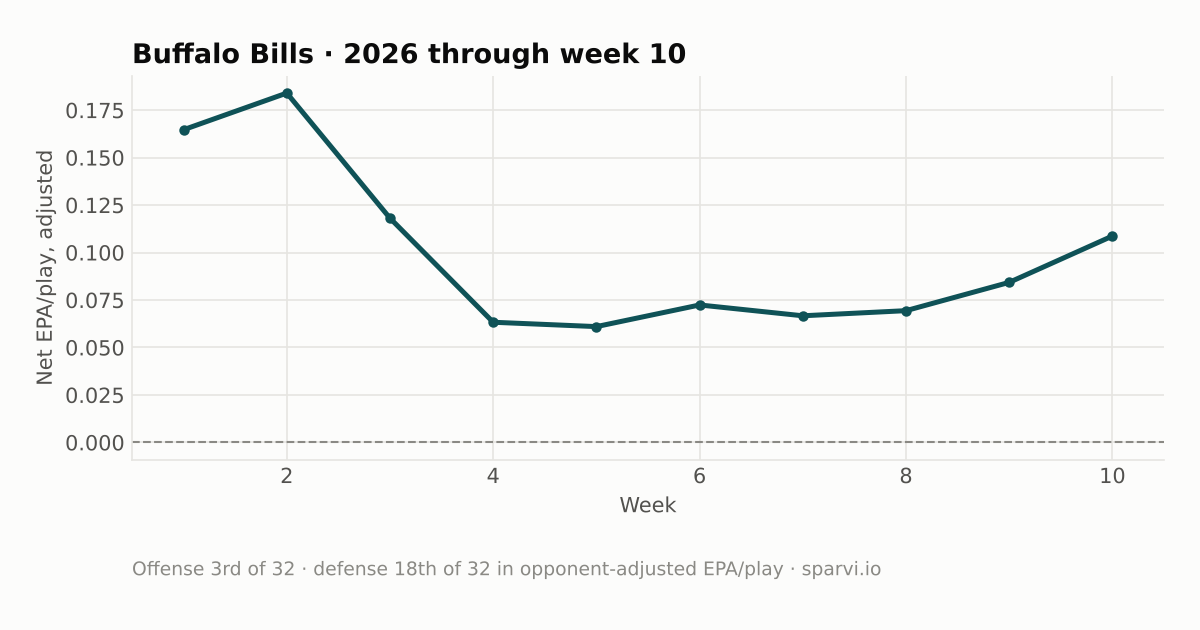 Buffalo Bills · 2026 through week 10
Net EPA/play, adjusted
0.175
0.150
0.125
0.100
0.075
0.050
0.025
0.000
2 4 6 8 10
Week
Offense 3rd of 32 · defense 18th of 32 in opponent-adjusted EPA/play · sparvi.io